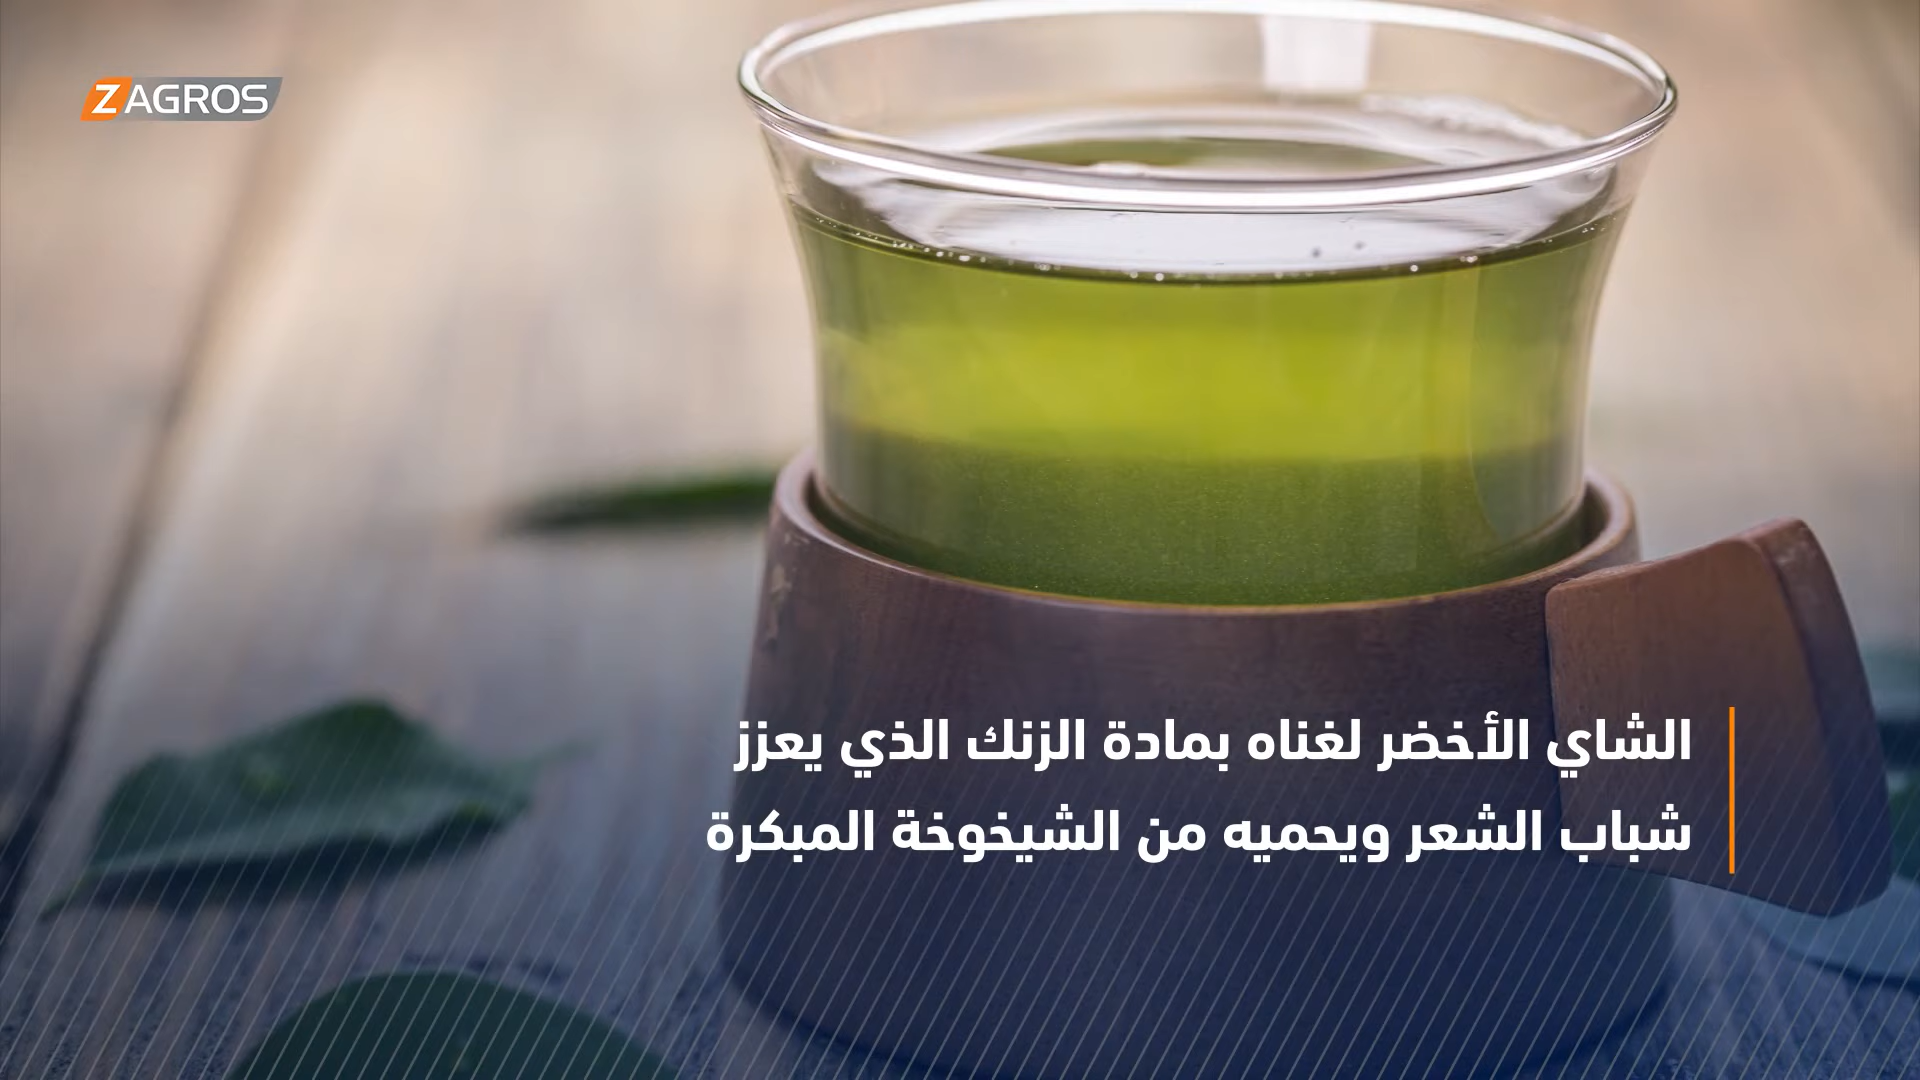 ZAGROS
الشاي الأخضر لغناه بمادة الزنك الذي يعزز
شباب الشعر ويحميه من الشيخوخة المبكرة